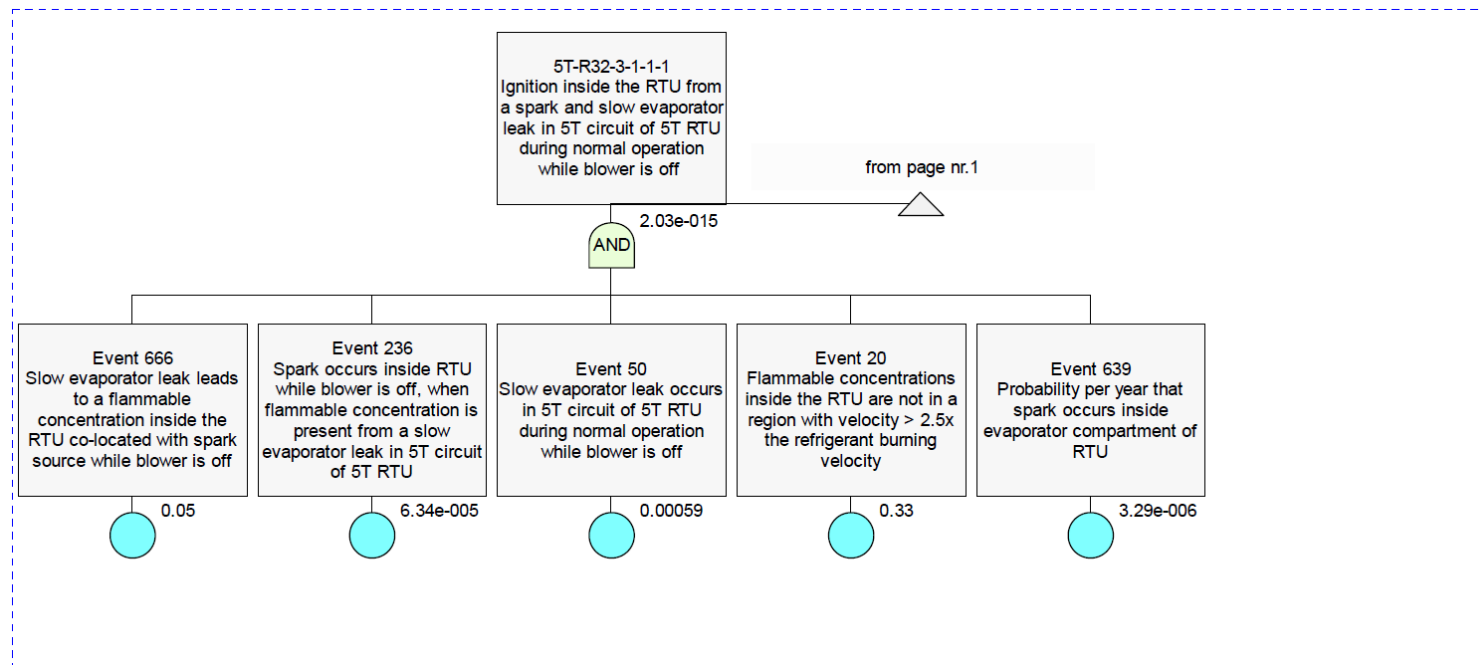 5T-R32-3-1-1-1
Ignition inside the RTU from
a spark and slow evaporator
leak in 5T circuit of 5T RTU
during normal operation
while blower is off
from page nr.1
2.03e-015
AND
Event 666
Slow evaporator leak leads
to a flammable
concentration inside the
RTU co-located with spark
source while blower is off
0.05
Event 236
Spark occurs inside RTU
while blower is off, when
flammable concentration is
present from a slow
evaporator leak in 5T circuit
of 5T RTU
6.34e-005
Event 50
Slow evaporator leak occurs
in 5T circuit of 5T RTU
during normal operation
while blower is off
0.00059
Event 20
Flammable concentrations
inside the RTU are not in a
region with velocity > 2.5x
the refrigerant burning
velocity
0.33
Event 639
Probability per year that
spark occurs inside
evaporator compartment of
RTU
3.29e-006